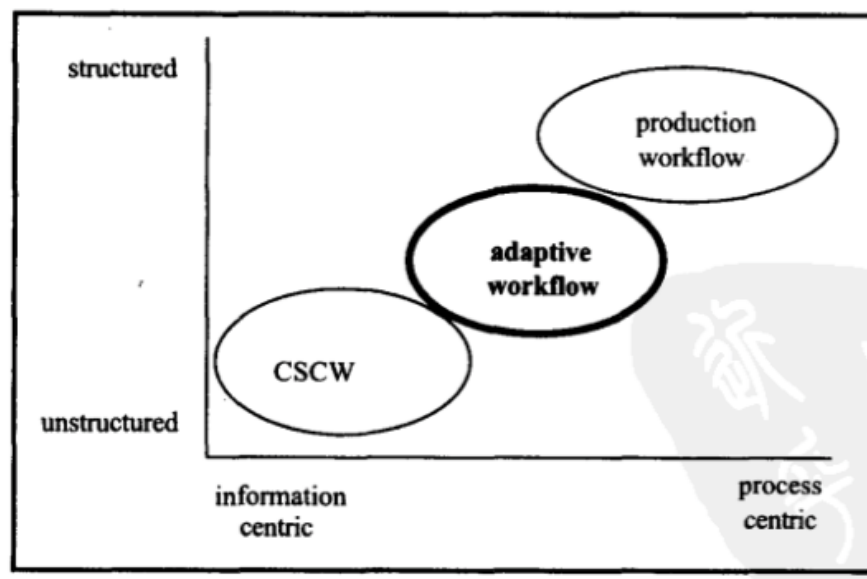 structured
production
workflow
adaptive
workflow
CSCW
unstructured
information
centric
process
centric